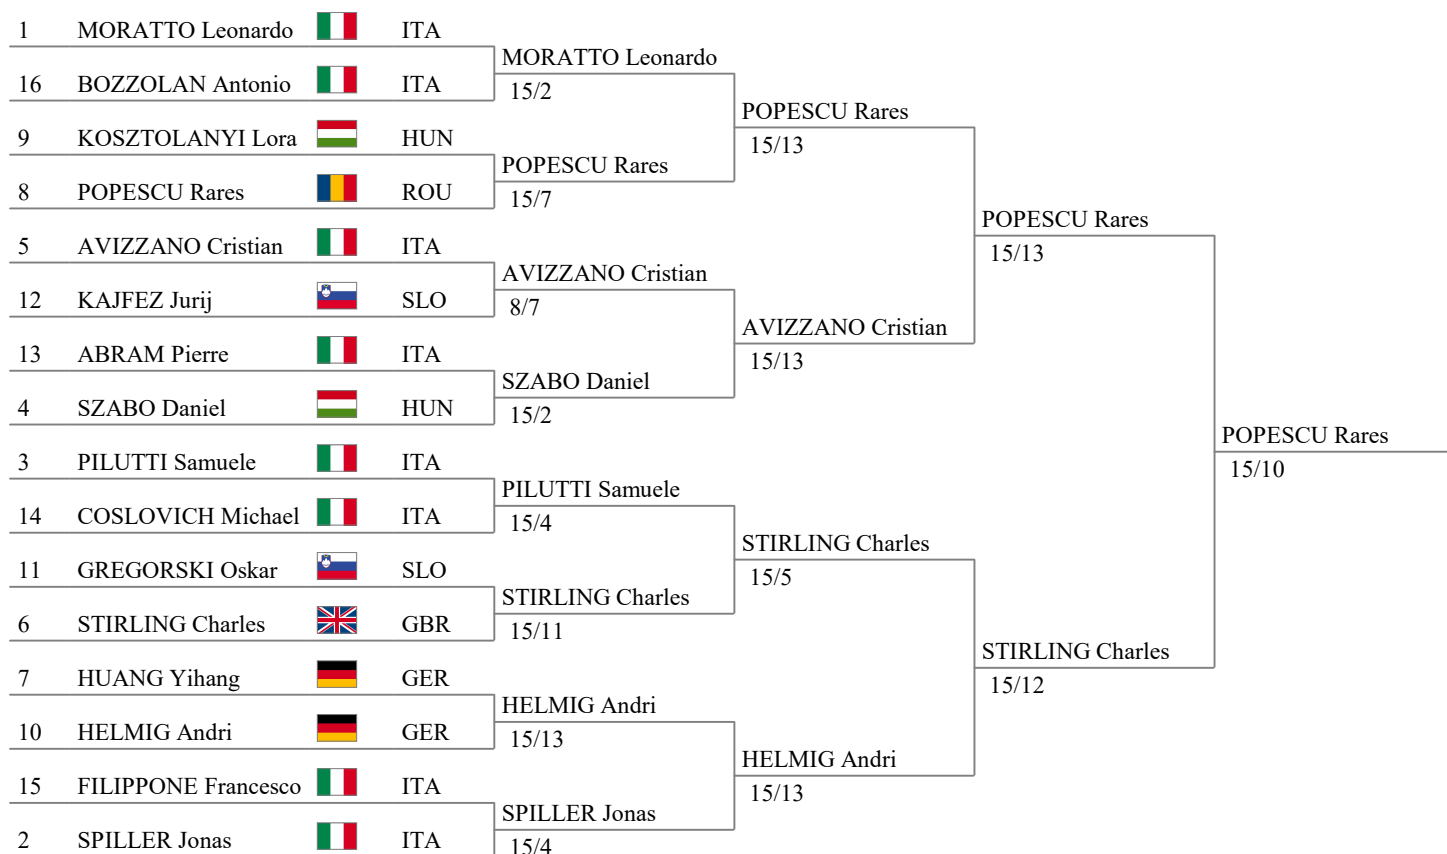 1 MORATTO Leonardo ITA
16 BOZZOLAN Antonio ITA
9 KOSZTOLANYI Lora HUN
8 POPESCU Rares ROU
5 AVIZZANO Cristian ITA
12 KAJFEZ Jurij SLO
13 ABRAM Pierre ITA
4 SZABO Daniel HUN
3 PILUTTI Samuele ITA
14 COSLOVICH Michael ITA
11 GREGORSKI Oskar SLO
6 STIRLING Charles GBR
7 HUANG Yihang GER
10 HELMIG Andri GER
15 FILIPPONE Francesco ITA
2 SPILLER Jonas ITA
MORATTO Leonardo
15/2
POPESCU Rares
15/7
AVIZZANO Cristian
8/7
SZABO Daniel
15/2
PILUTTI Samuele
15/4
STIRLING Charles
15/11
HELMIG Andri
15/13
SPILLER Jonas
15/4
POPESCU Rares
15/13
AVIZZANO Cristian
15/13
STIRLING Charles
15/5
HELMIG Andri
15/13
POPESCU Rares
15/13
STIRLING Charles
15/12
POPESCU Rares
15/10